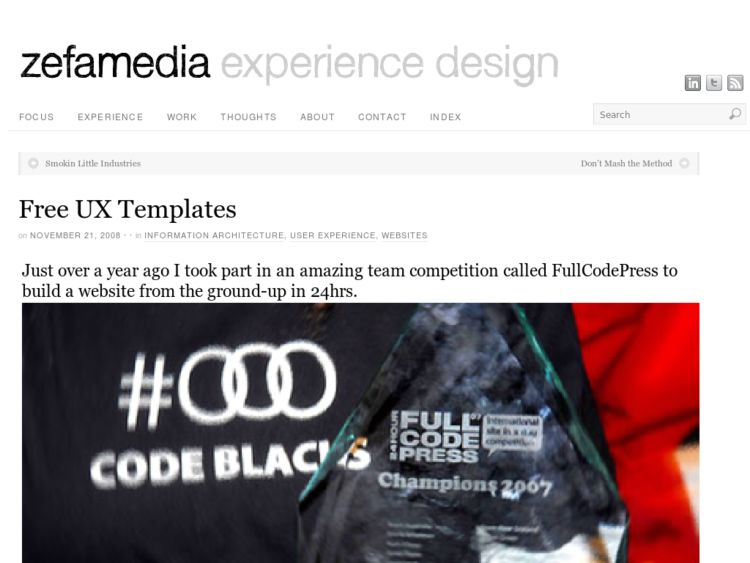 zefamedia experience design
FOCUS EXPERIENCE WORK THOUGHTS ABOUT CONTACT INDEX
Search
Smokin Little Industries
Don't Mash the Method
Free UX Templates
on NOVEMBER 21, 2008 · · in INFORMATION ARCHITECTURE, USER EXPERIENCE, WEBSITES
Just over a year ago I took part in an amazing team competition called FullCodePress to
build a website from the ground-up in 24hrs.
#000
CODE BLACKS
24HOUR
FULL 07
CODE
PRESS
international
site in a day
competition
Champions 2007